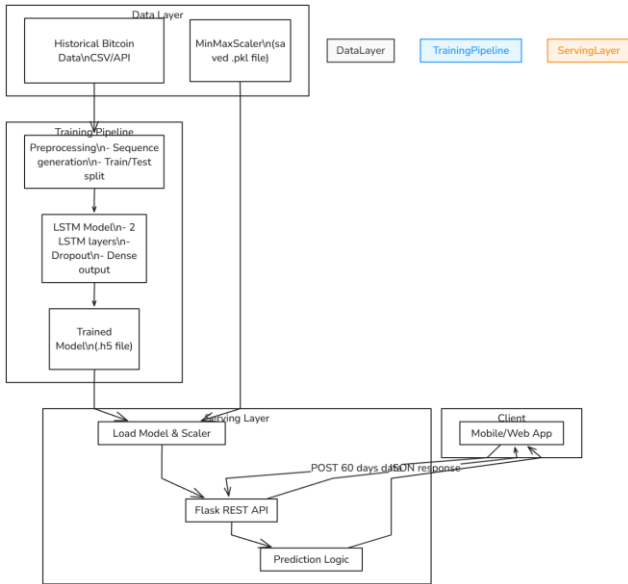 Data Layer
Historical Bitcoin
Data\nCSV/API
MinMaxScaler\n(sa
ved .pkl file)
DataLayer
TrainingPipeline
ServingLayer
Training Pipeline
Preprocessing\n- Sequence
generation\n- Train/Test
split
LSTM Model\n- 2
LSTM layers\n-
Dropout\n- Dense
output
Trained
Model\n(.h5 file)
Serving Layer
Load Model & Scaler
Client
Mobile/Web App
POST 60 days data
JSON response
Flask REST API
Prediction Logic